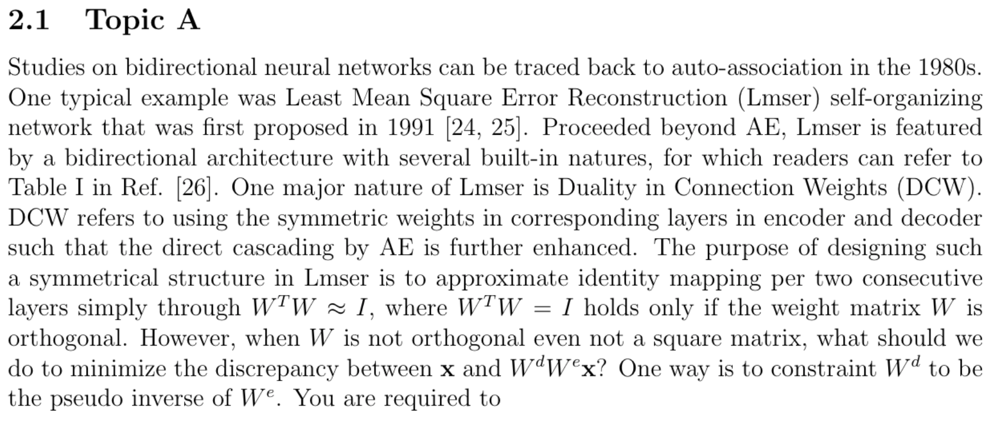 2.1 Topic A
Studies on bidirectional neural networks can be traced back to auto-association in the 1980s.
One typical example was Least Mean Square Error Reconstruction (Lmser) self-organizing
network that was first proposed in 1991 [24, 25]. Proceeded beyond AE, Lmser is featured
by a bidirectional architecture with several built-in natures, for which readers can refer to
Table I in Ref. [26]. One major nature of Lmser is Duality in Connection Weights (DCW).
DCW refers to using the symmetric weights in corresponding layers in encoder and decoder
such that the direct cascading by AE is further enhanced. The purpose of designing such
a symmetrical structure in Lmser is to approximate identity mapping per two consecutive
layers simply through $W^T W \approx I$, where $W^T W = I$ holds only if the weight matrix $W$ is
orthogonal. However, when $W$ is not orthogonal even not a square matrix, what should we
do to minimize the discrepancy between $\mathbf{x}$ and $W^d W^e \mathbf{x}$? One way is to constraint $W^d$ to be
the pseudo inverse of $W^e$. You are required to